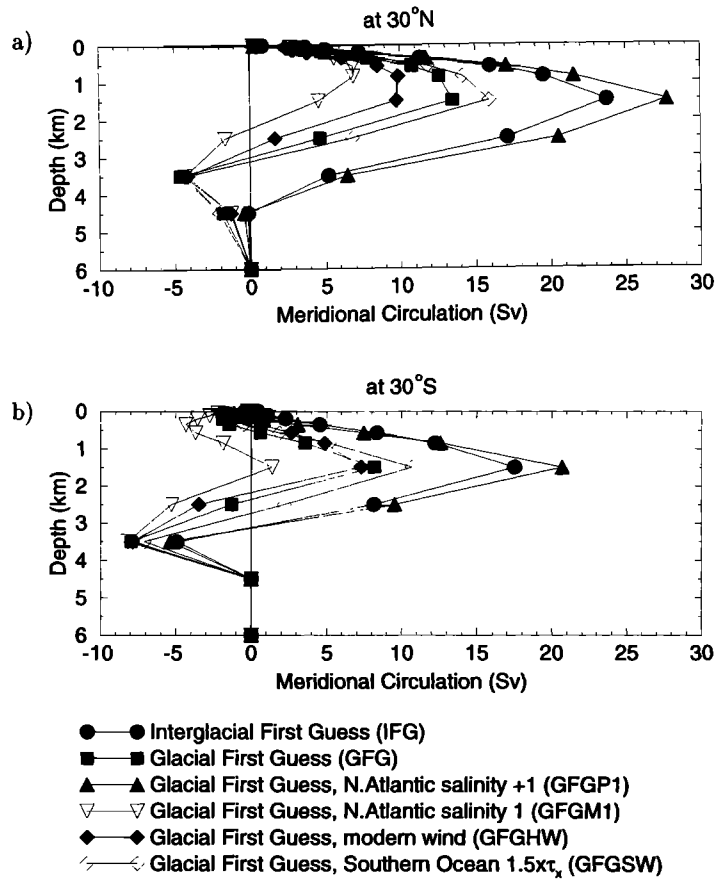 at 30°N
a)
0
1
2
3
4
5
6
Depth (km)
-10 -5 0 5 10 15 20 25 30
Meridional Circulation (Sv)
at 30°S
b)
0
1
2
3
4
5
6
Depth (km)
-10 -5 0 5 10 15 20 25 30
Meridional Circulation (Sv)
Interglacial First Guess (IFG)
Glacial First Guess (GFG)
Glacial First Guess, N.Atlantic salinity +1 (GFGP1)
Glacial First Guess, N.Atlantic salinity 1 (GFGM1)
Glacial First Guess, modern wind (GFGHW)
Glacial First Guess, Southern Ocean 1.5xτₓ (GFGSW)